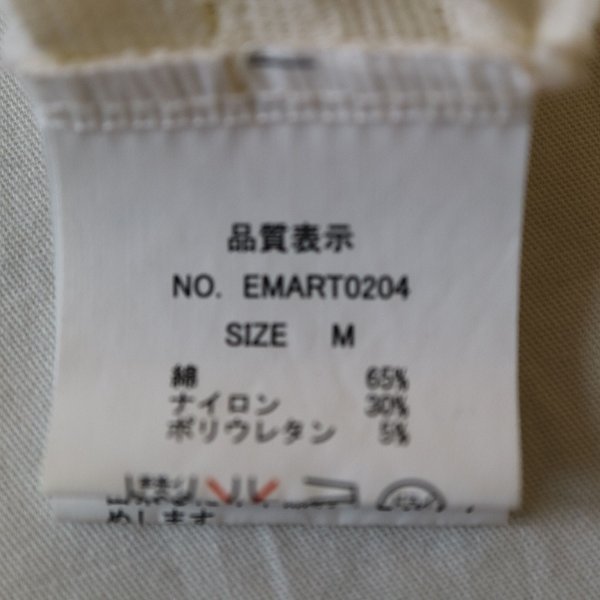 品質表示
NO. EMART0204
SIZE M
綿 65%
ナイロン 30%
ポリウレタン 5%
めします